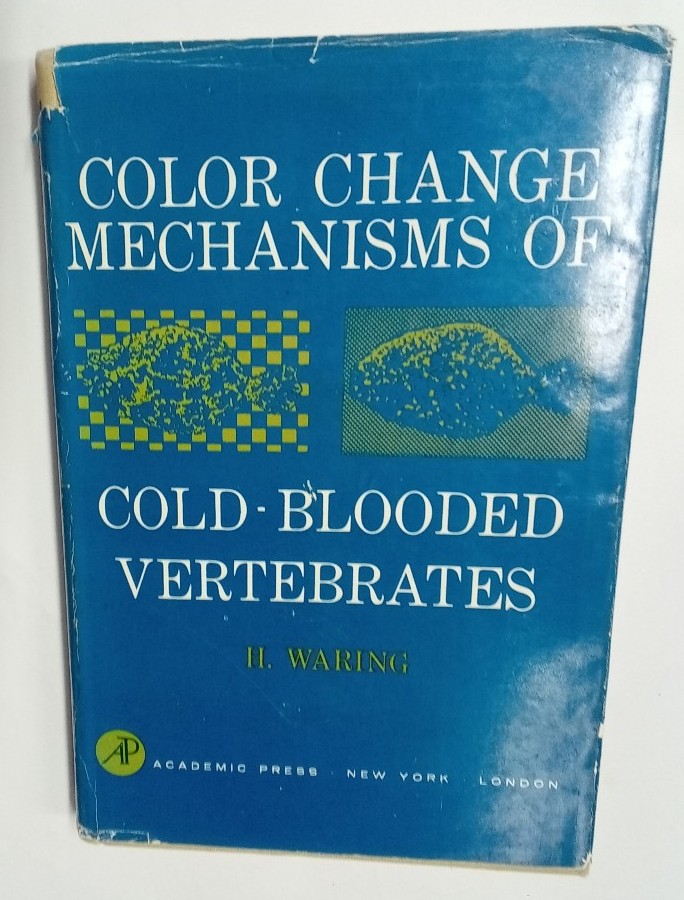 COLOR CHANGE
MECHANISMS OF
COLD-BLOODED
VERTEBRATES
H. WARING
AP
ACADEMIC PRESS · NEW YORK · LONDON